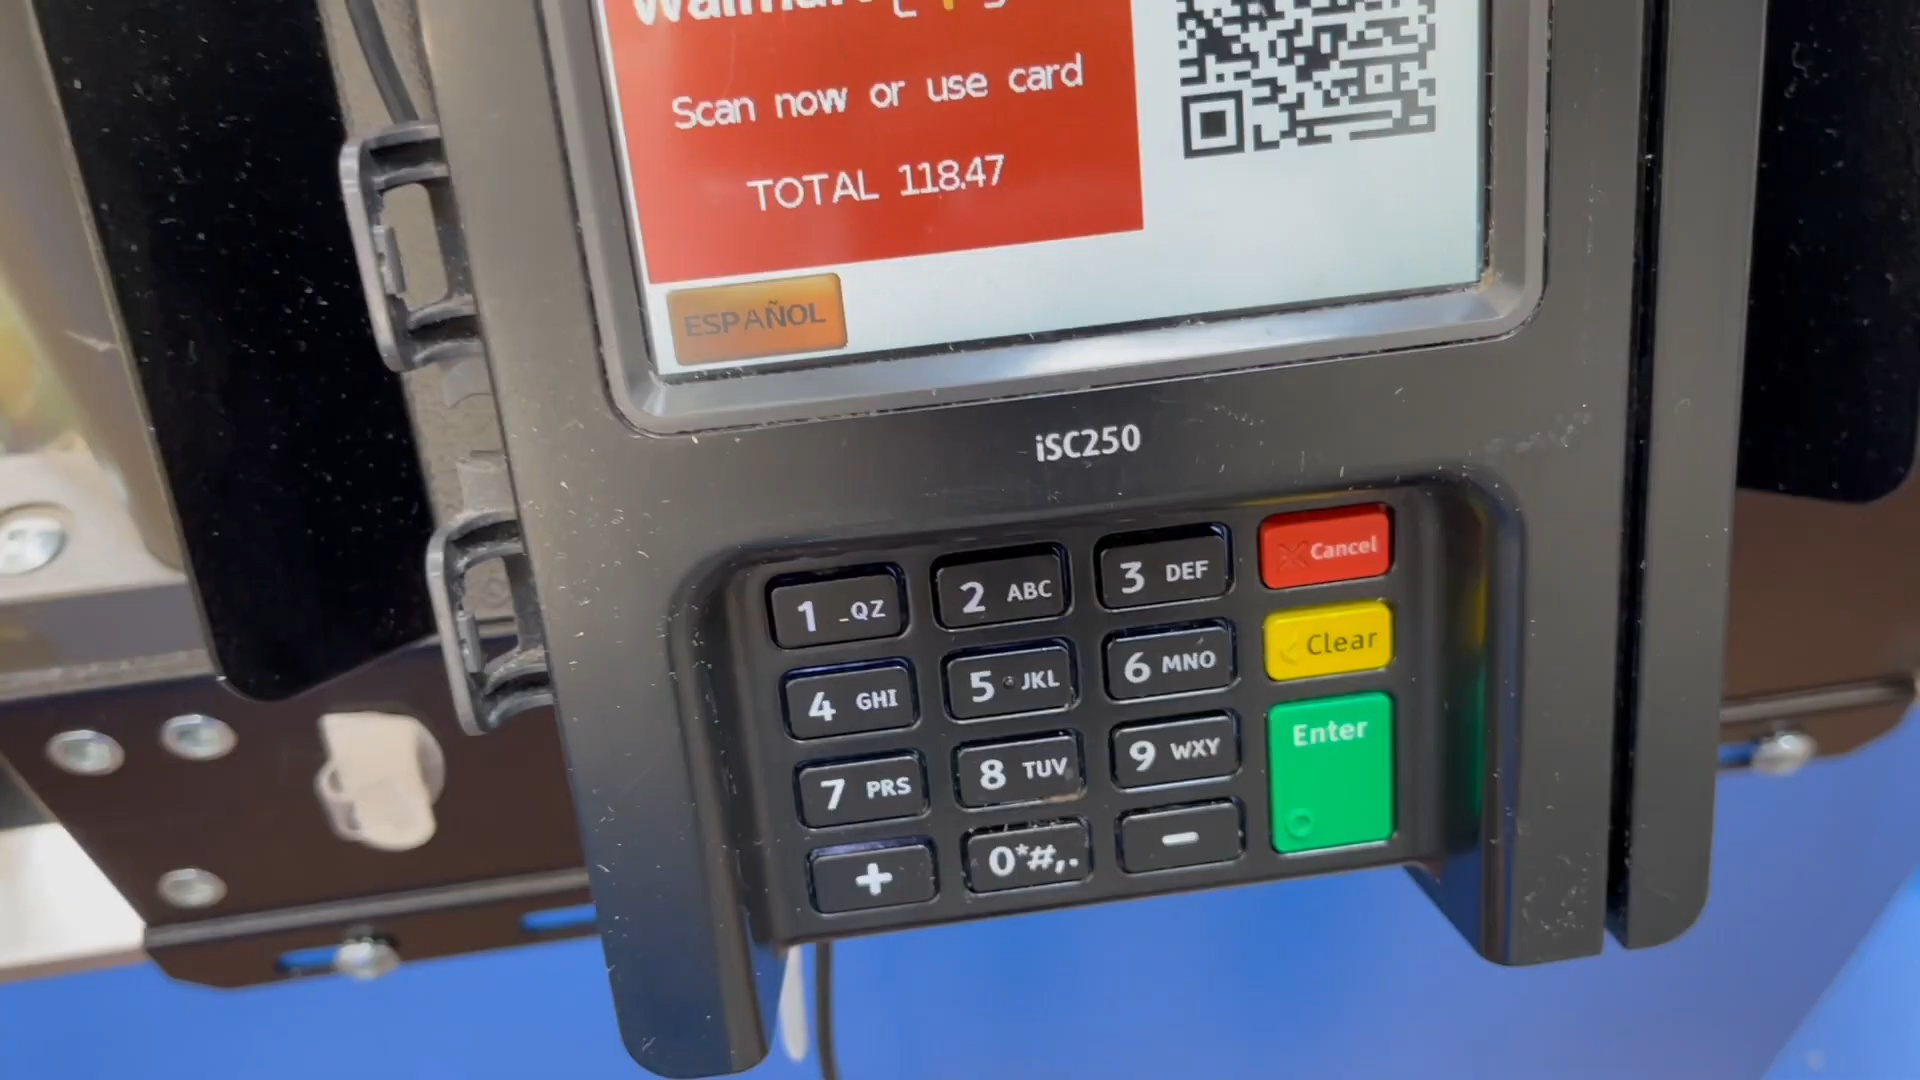 Walmart
Scan now or use card
TOTAL 118.47
ESPAÑOL
iSC250
1 _QZ 2 ABC 3 DEF Cancel
4 GHI 5 JKL 6 MNO Clear
7 PRS 8 TUV 9 WXY Enter
+ 0*#,. -